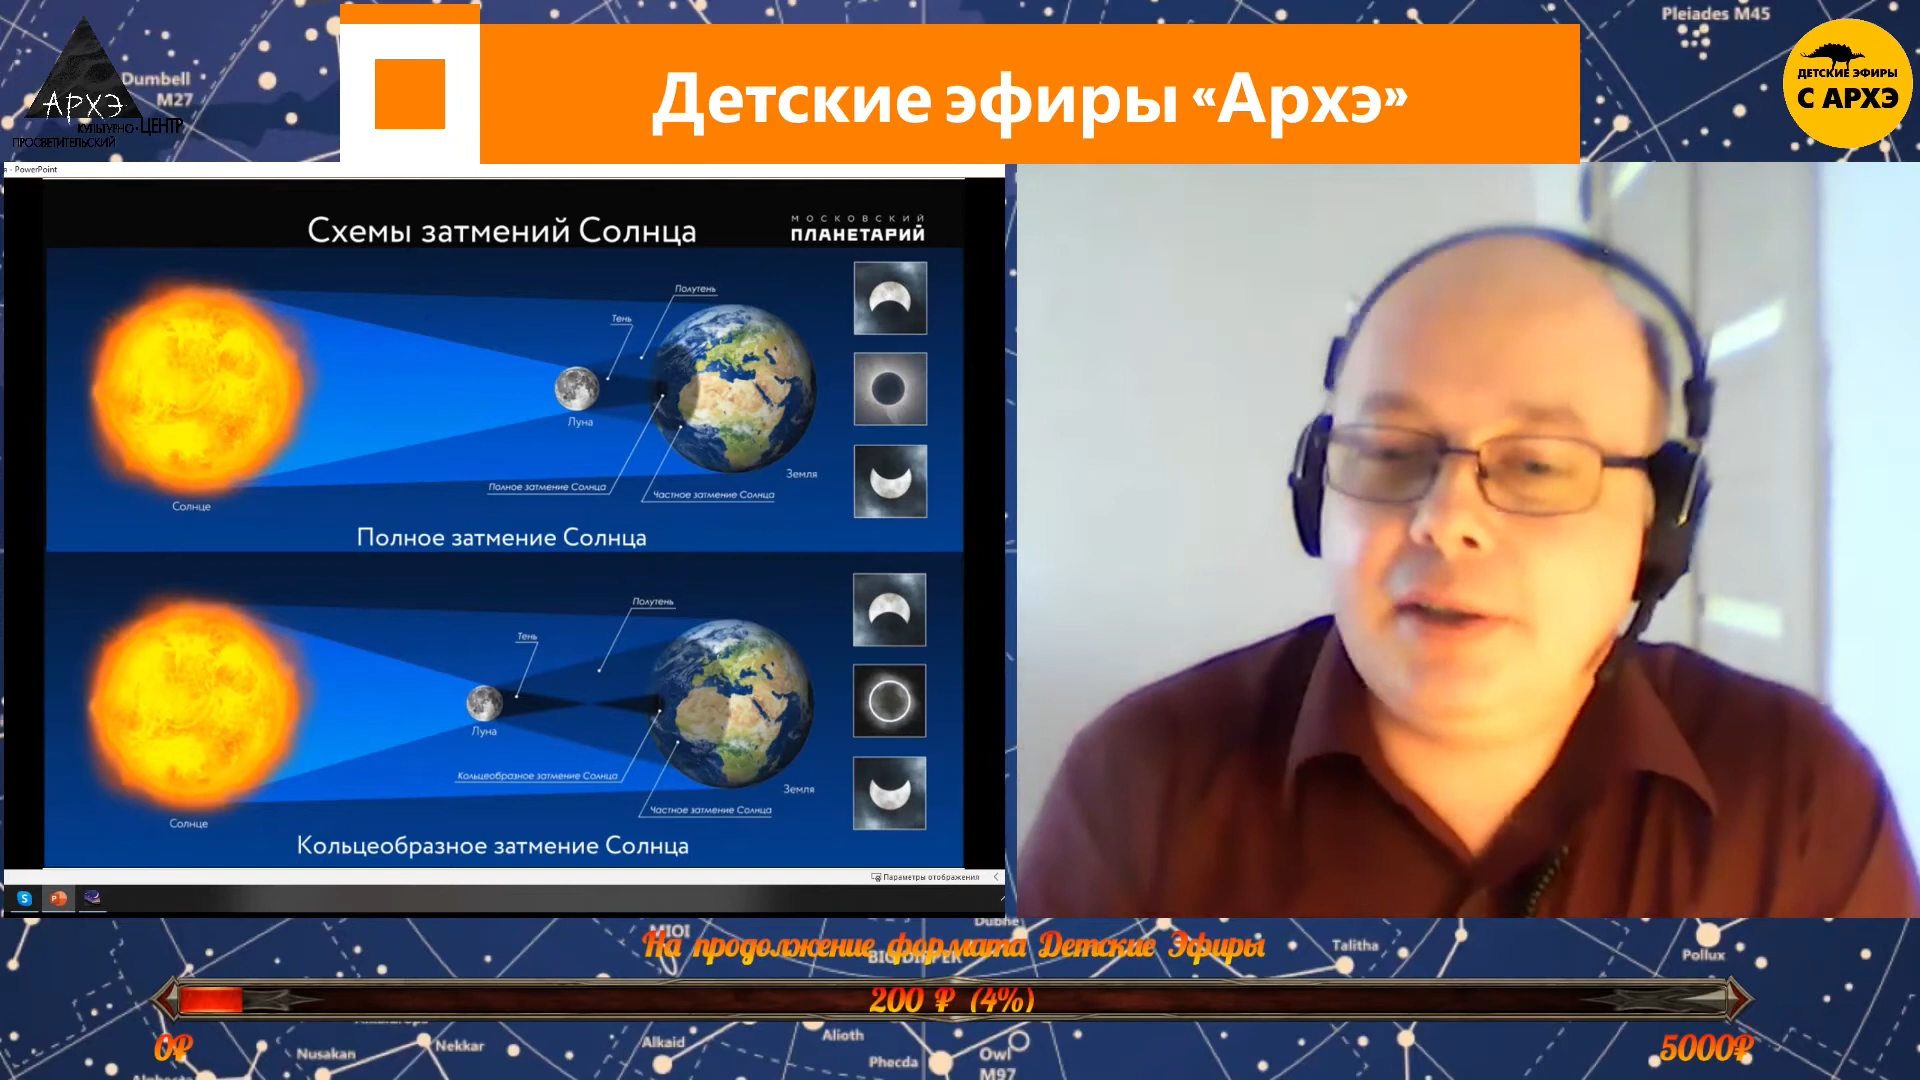 Pleiades M45
Dumbell
M27
АРХЭ
КУЛЬТУРНО-ЦЕНТР
ПРОСВЕТИТЕЛЬСКИЙ
Детские эфиры «Архэ»
ДЕТСКИЕ ЭФИРЫ
С АРХЭ
я - PowerPoint
Схемы затмений Солнца
МОСКОВСКИЙ
ПЛАНЕТАРИЙ
Полутень
Тень
Луна
Земля
Полное затмение Солнца
Частное затмение Солнца
Солнце
Полное затмение Солнца
Полутень
Тень
Луна
Кольцеобразное затмение Солнца
Земля
Частное затмение Солнца
Солнце
Кольцеобразное затмение Солнца
Параметры отображения
Dubhe
На продолжение формата Детские Эфиры
Talitha
Pollux
200 ₽ (4%)
0₽
5000₽
Nusakan
Nekkar
Alkaid
Alioth
Phecda
Owl
M97